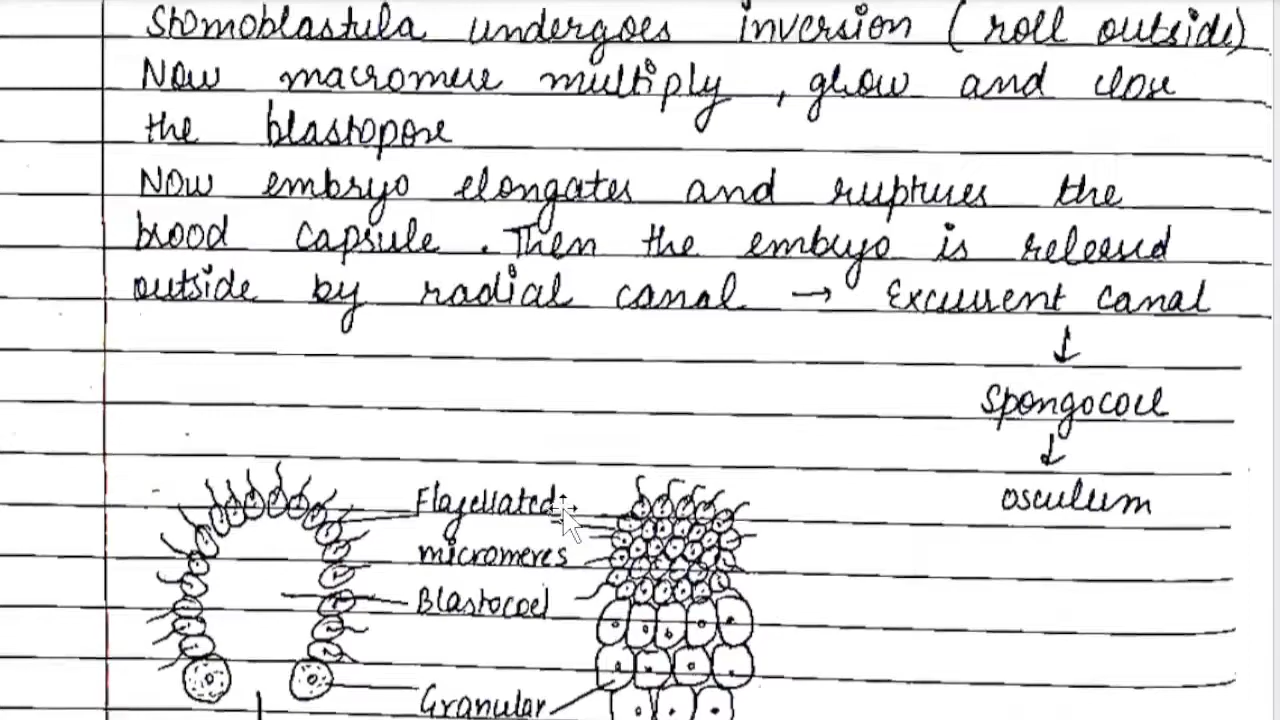 Stomoblastula undergoes inversion (roll outside)
Now macromere multiply, grow and close
the blastopore
Now embryo elongates and ruptures the
brood capsule. Then the embryo is released
outside by radial canal → Excurrent canal
↓
Spongocoel
↓
osculum
Flagellated
micromeres
Blastocoel
Granular